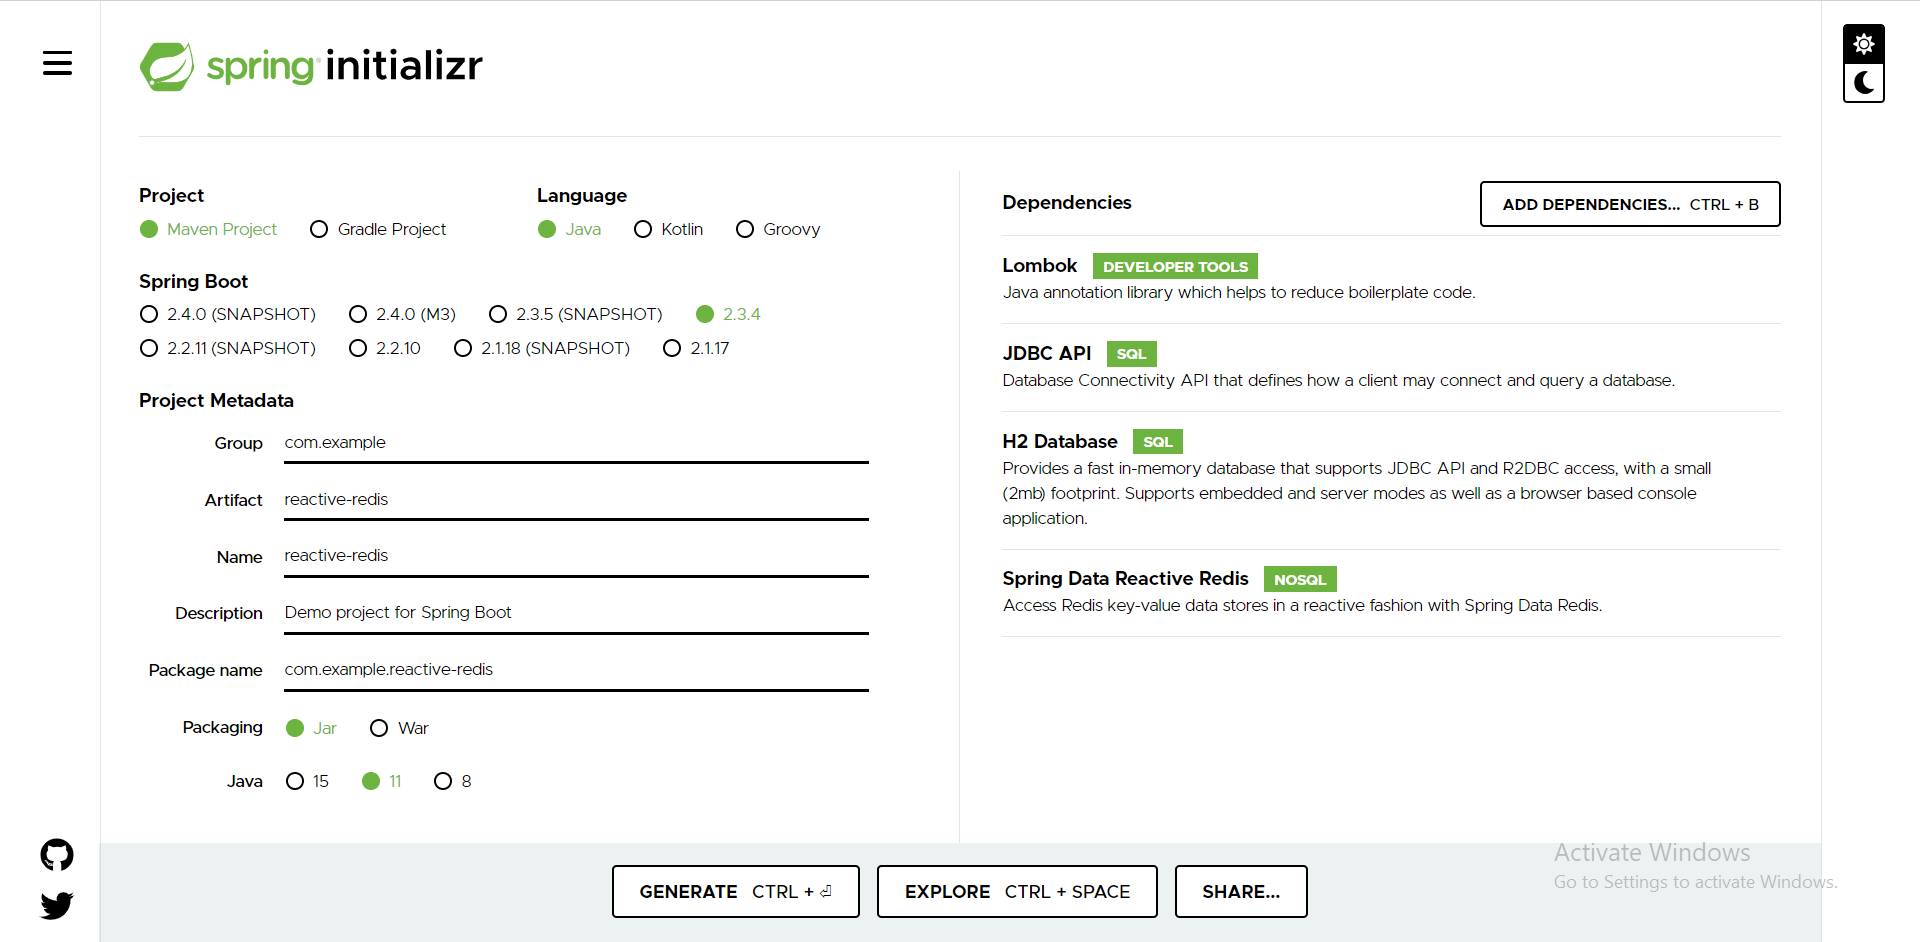 spring initializr
Project
Maven Project Gradle Project
Language
Java Kotlin Groovy
Spring Boot
2.4.0 (SNAPSHOT) 2.4.0 (M3) 2.3.5 (SNAPSHOT) 2.3.4
2.2.11 (SNAPSHOT) 2.2.10 2.1.18 (SNAPSHOT) 2.1.17
Project Metadata
Group com.example
Artifact reactive-redis
Name reactive-redis
Description Demo project for Spring Boot
Package name com.example.reactive-redis
Packaging Jar War
Java 15 11 8
Dependencies
ADD DEPENDENCIES... CTRL + B
Lombok DEVELOPER TOOLS
Java annotation library which helps to reduce boilerplate code.
JDBC API SQL
Database Connectivity API that defines how a client may connect and query a database.
H2 Database SQL
Provides a fast in-memory database that supports JDBC API and R2DBC access, with a small
(2mb) footprint. Supports embedded and server modes as well as a browser based console
application.
Spring Data Reactive Redis NOSQL
Access Redis key-value data stores in a reactive fashion with Spring Data Redis.
GENERATE CTRL + ⏎
EXPLORE CTRL + SPACE
SHARE...
Activate Windows
Go to Settings to activate Windows.